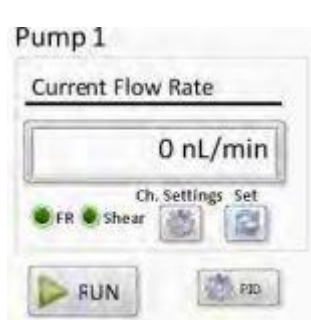 Pump 1
Current Flow Rate
0 nL/min
Ch. Settings Set
FR Shear
RUN
PID